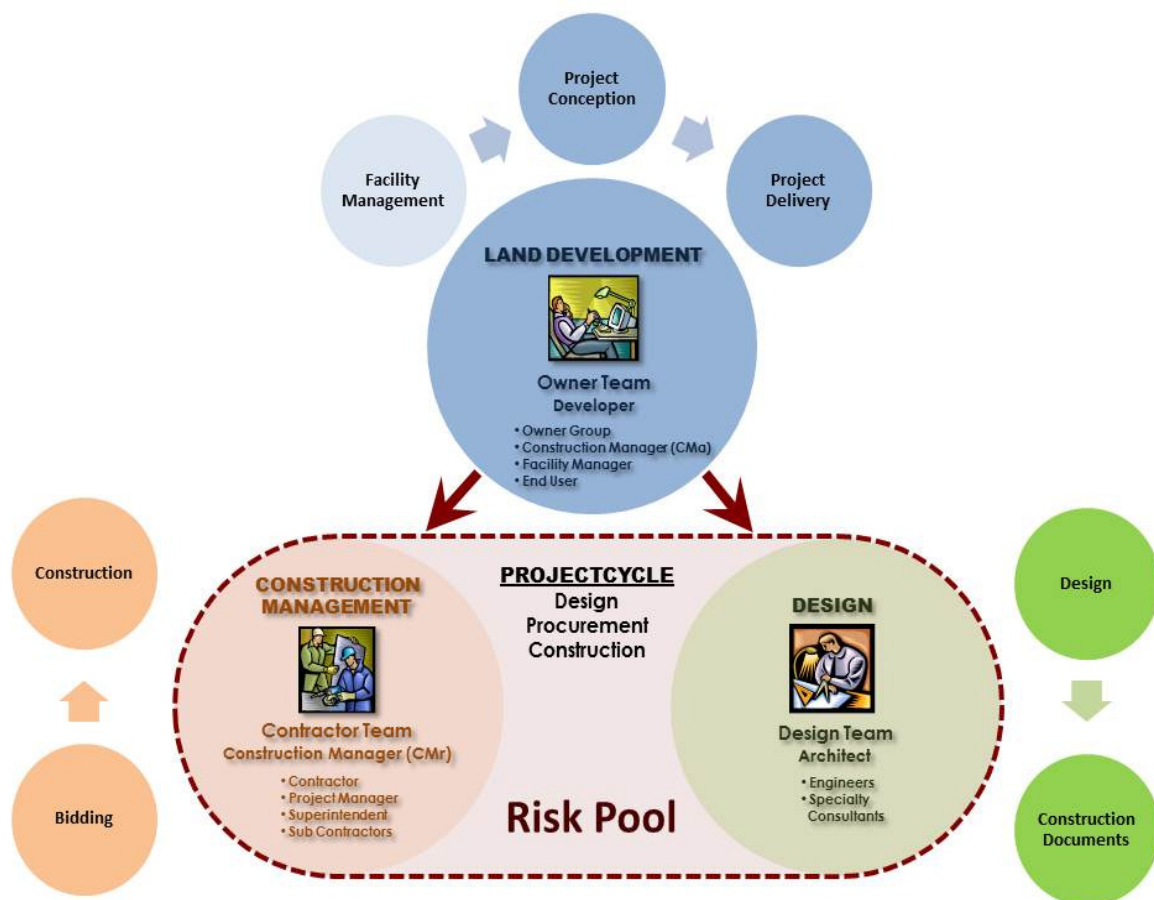 Project
Conception
Facility
Management
Project
Delivery
LAND DEVELOPMENT
Owner Team
Developer
• Owner Group
• Construction Manager (CMa)
• Facility Manager
• End User
Construction
Bidding
CONSTRUCTION
MANAGEMENT
Contractor Team
Construction Manager (CMr)
• Contractor
• Project Manager
• Superintendent
• Sub Contractors
PROJECTCYCLE
Design
Procurement
Construction
Risk Pool
DESIGN
Design Team
Architect
• Engineers
• Specialty
Consultants
Design
Construction
Documents